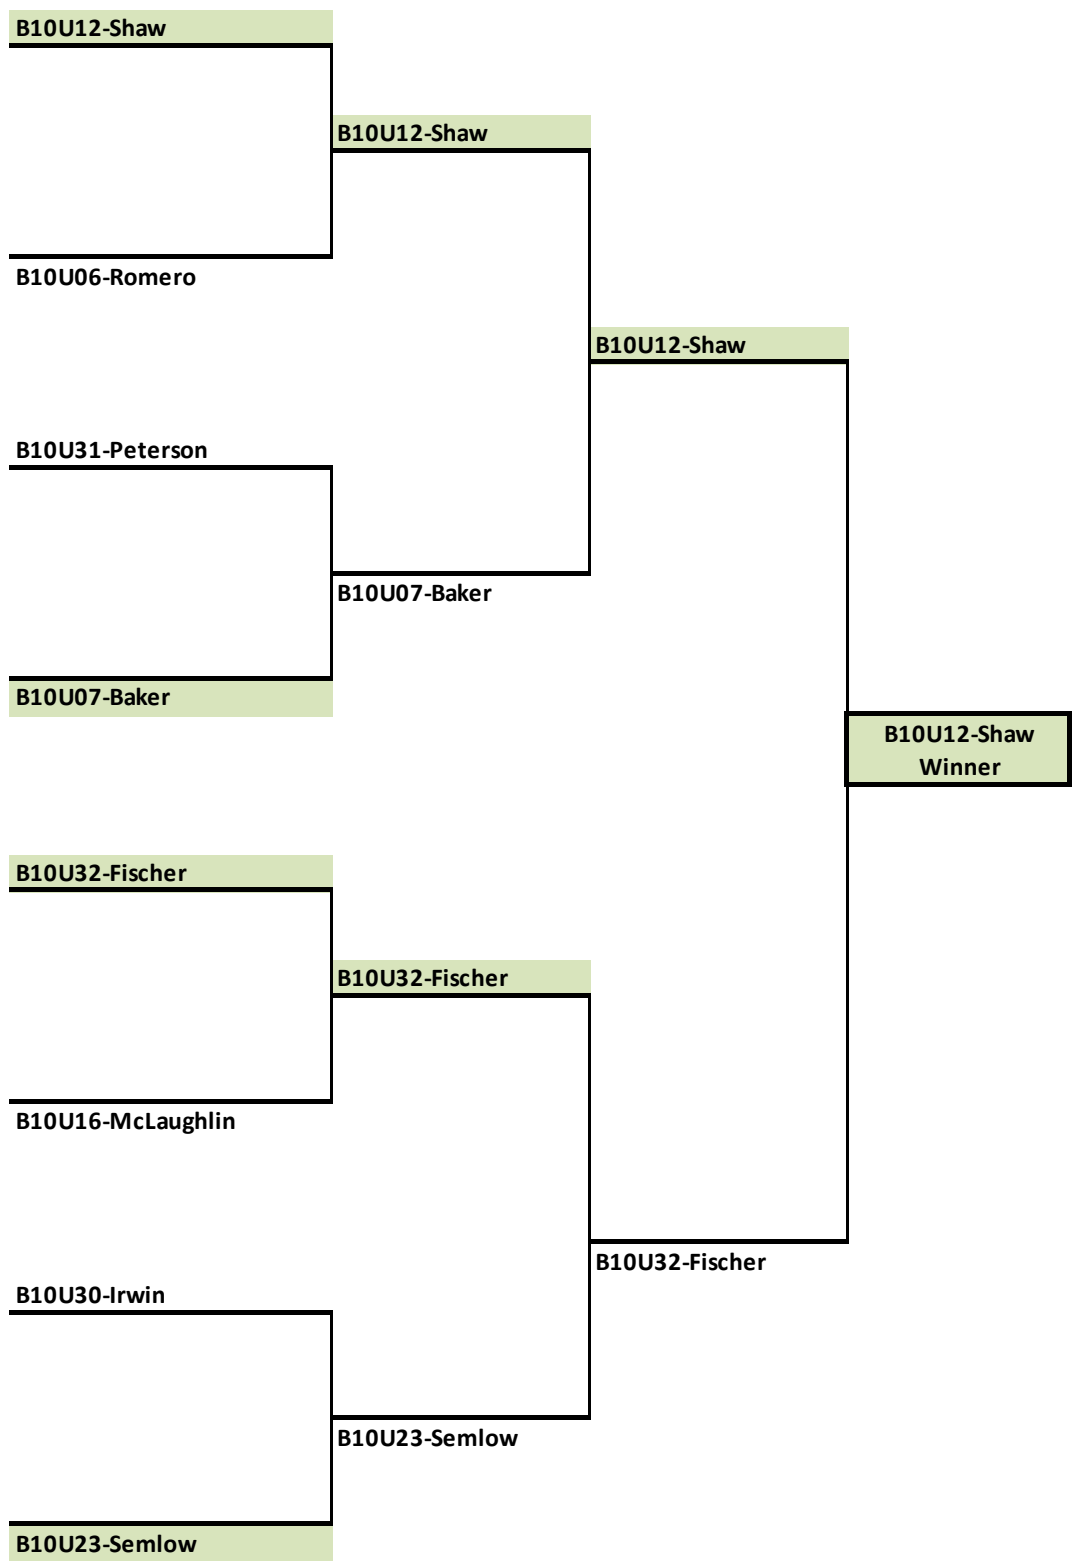 B10U12-Shaw
B10U12-Shaw
B10U06-Romero
B10U12-Shaw
B10U31-Peterson
B10U07-Baker
B10U07-Baker
B10U12-Shaw
Winner
B10U32-Fischer
B10U32-Fischer
B10U16-McLaughlin
B10U32-Fischer
B10U30-Irwin
B10U23-Semlow
B10U23-Semlow